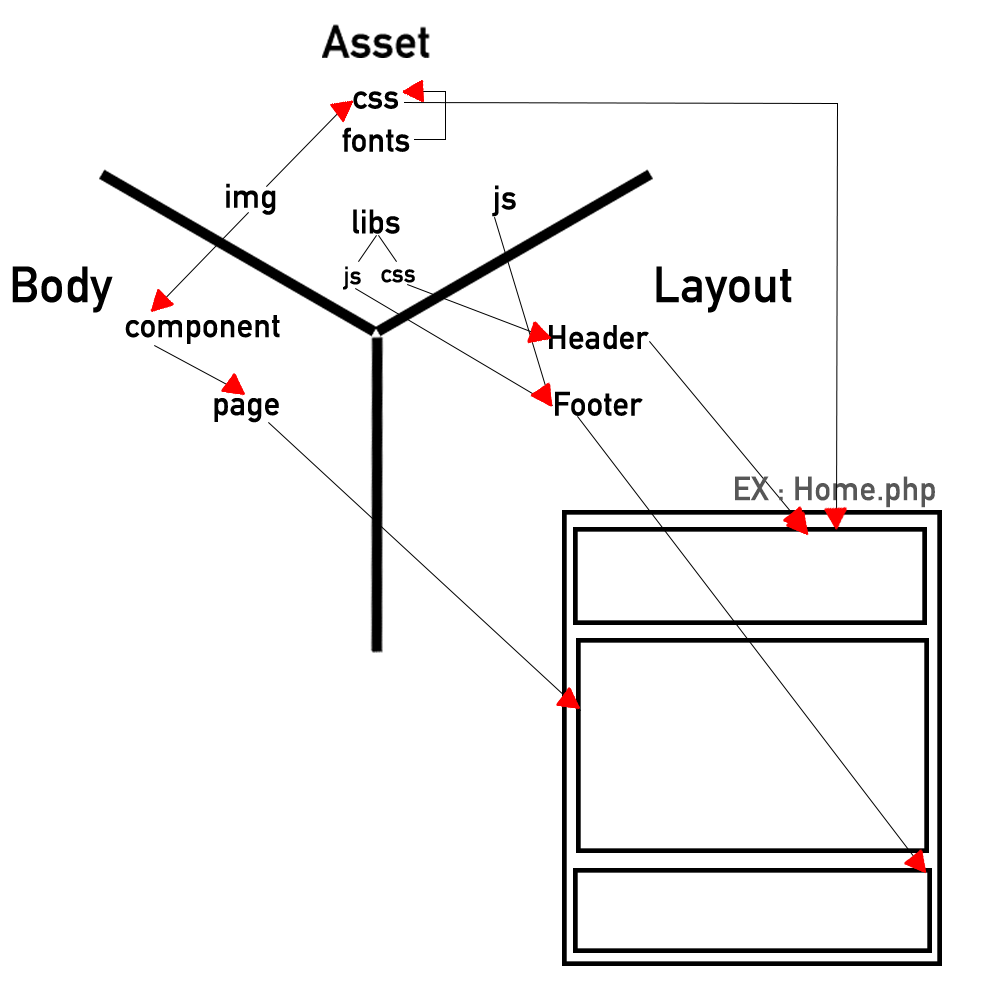 Asset
css
fonts
img
js
libs
js
css
Body
Layout
component
Header
page
Footer
EX : Home.php